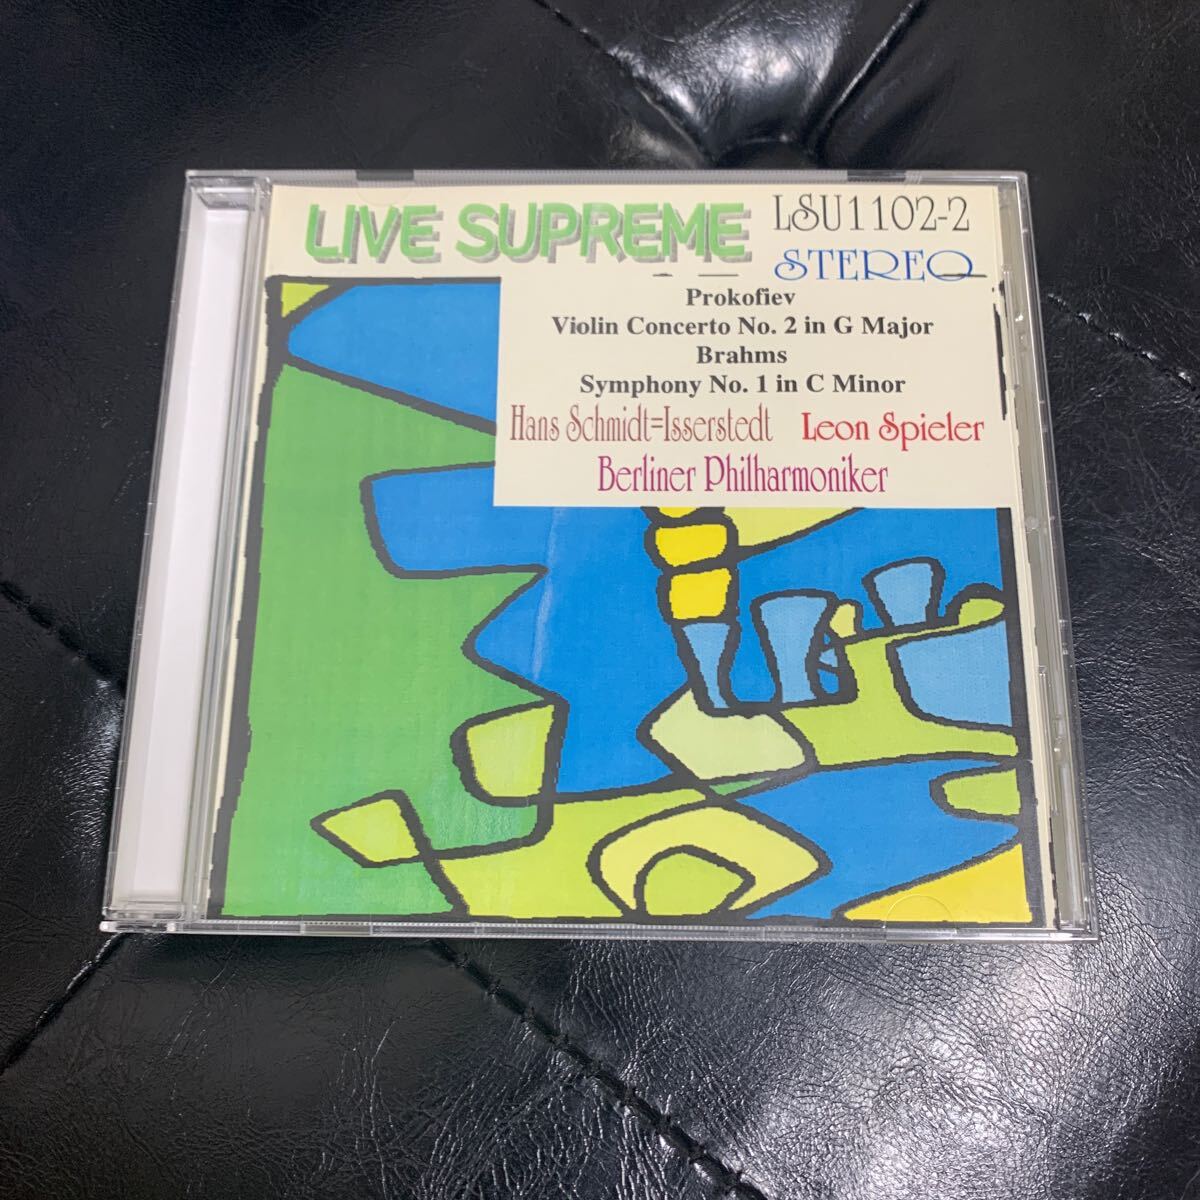 LIVE SUPREME
LSU1102-2
STEREO
Prokofiev
Violin Concerto No. 2 in G Major
Brahms
Symphony No. 1 in C Minor
Hans Schmidt=Isserstedt Leon Spieler
Berliner Philharmoniker